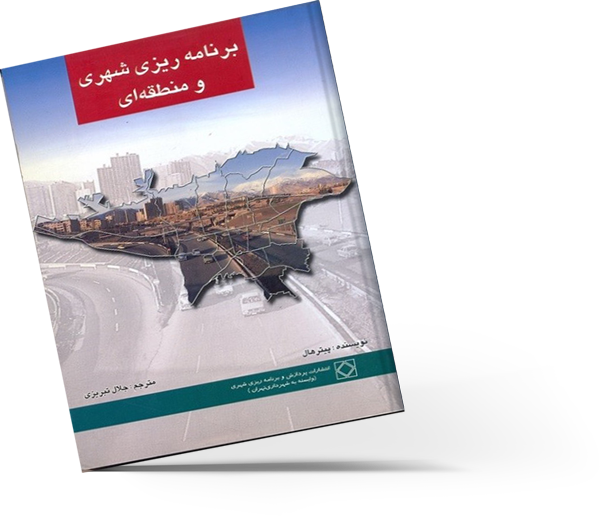 برنامه ریزی شهری
و منطقه‌ای
نویسنده: پیترهال
انتشارات پردازش و برنامه ریزی شهری
(وابسته به شهرداری تهران)
مترجم: جلال تبریزی